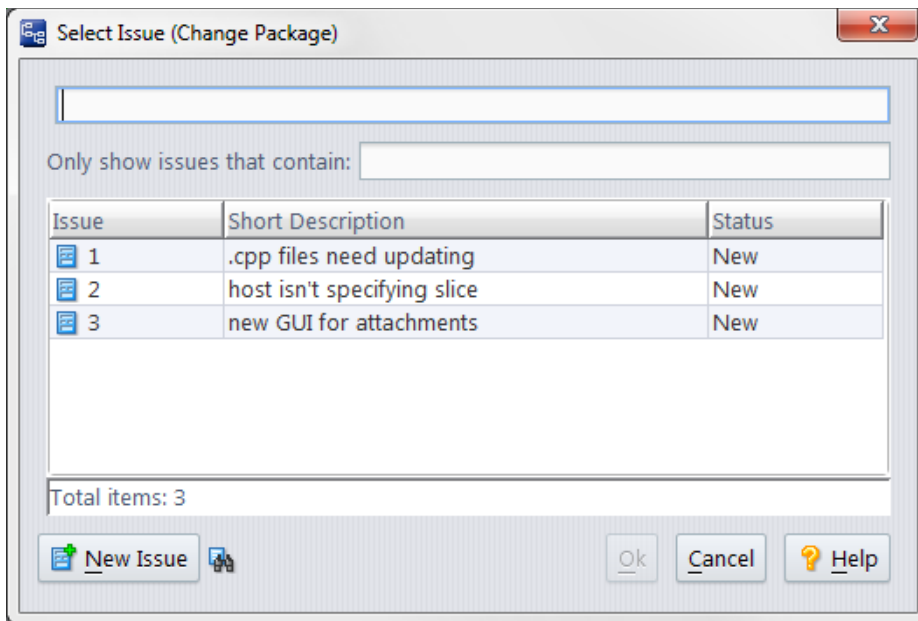 Select Issue (Change Package)
Only show issues that contain:
Issue Short Description Status
1 .cpp files need updating New
2 host isn't specifying slice New
3 new GUI for attachments New
Total items: 3
New Issue Ok Cancel Help